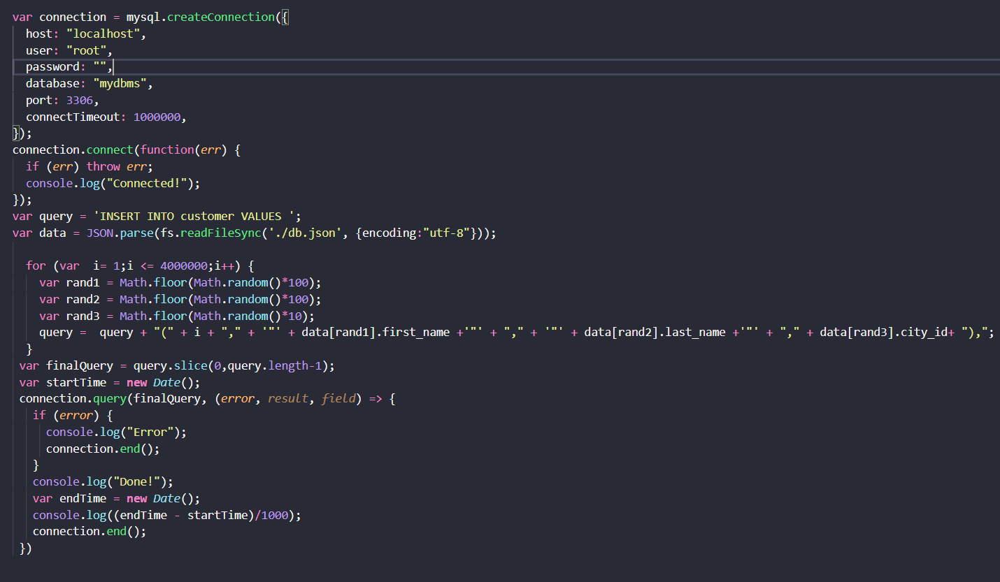 var connection = mysql.createConnection({
  host: "localhost",
  user: "root",
  password: "",
  database: "mydbms",
  port: 3306,
  connectTimeout: 1000000,
});
connection.connect(function(err) {
  if (err) throw err;
  console.log("Connected!");
});
var query = 'INSERT INTO customer VALUES ';
var data = JSON.parse(fs.readFileSync('./db.json', {encoding:"utf-8"}));

  for (var  i= 1;i <= 4000000;i++) {
    var rand1 = Math.floor(Math.random()*100);
    var rand2 = Math.floor(Math.random()*100);
    var rand3 = Math.floor(Math.random()*10);
    query =  query + "(" + i + "," + '"' + data[rand1].first_name +'"' + "," + '"' + data[rand2].last_name +'"' + "," + data[rand3].city_id+ "),";
  }
 var finalQuery = query.slice(0,query.length-1);
 var startTime = new Date();
 connection.query(finalQuery, (error, result, field) => {
   if (error) {
     console.log("Error");
     connection.end();
   }
   console.log("Done!");
   var endTime = new Date();
   console.log((endTime - startTime)/1000);
   connection.end();
 })